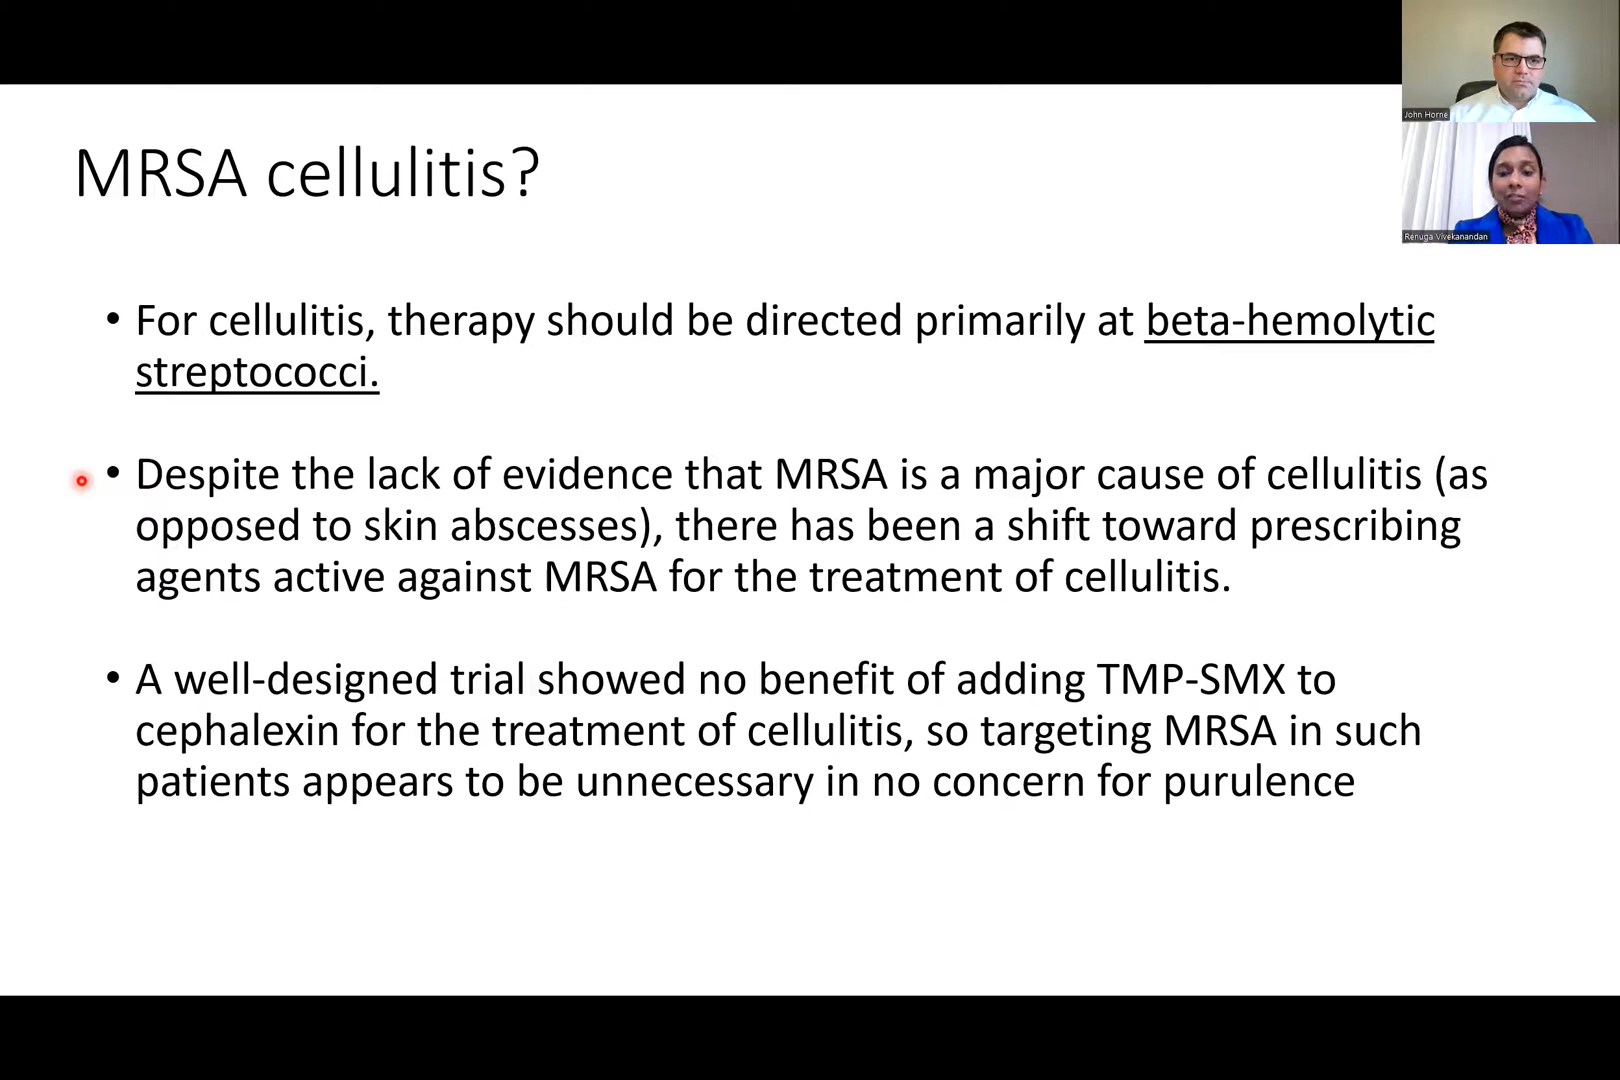 MRSA cellulitis?
• For cellulitis, therapy should be directed primarily at beta-hemolytic
streptococci.
• Despite the lack of evidence that MRSA is a major cause of cellulitis (as
opposed to skin abscesses), there has been a shift toward prescribing
agents active against MRSA for the treatment of cellulitis.
• A well-designed trial showed no benefit of adding TMP-SMX to
cephalexin for the treatment of cellulitis, so targeting MRSA in such
patients appears to be unnecessary in no concern for purulence
John Horne
Renuga Vivekanandan